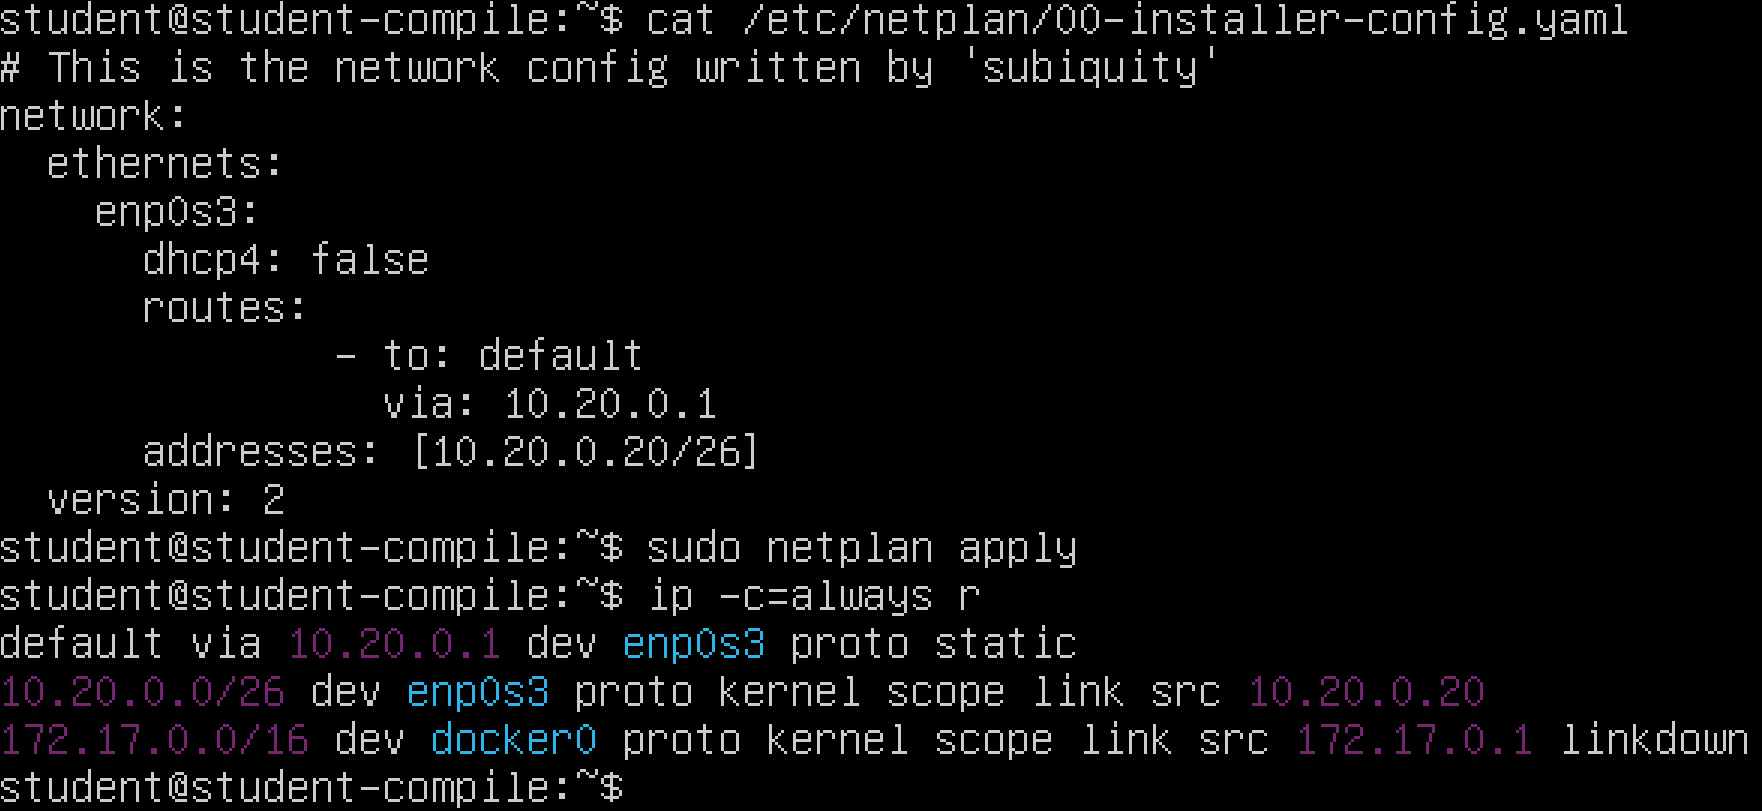 student@student-compile:~$ cat /etc/netplan/00-installer-config.yaml
# This is the network config written by 'subiquity'
network:
  ethernets:
    enp0s3:
      dhcp4: false
      routes:
              - to: default
                via: 10.20.0.1
      addresses: [10.20.0.20/26]
  version: 2
student@student-compile:~$ sudo netplan apply
student@student-compile:~$ ip -c=always r
default via 10.20.0.1 dev enp0s3 proto static
10.20.0.0/26 dev enp0s3 proto kernel scope link src 10.20.0.20
172.17.0.0/16 dev docker0 proto kernel scope link src 172.17.0.1 linkdown
student@student-compile:~$